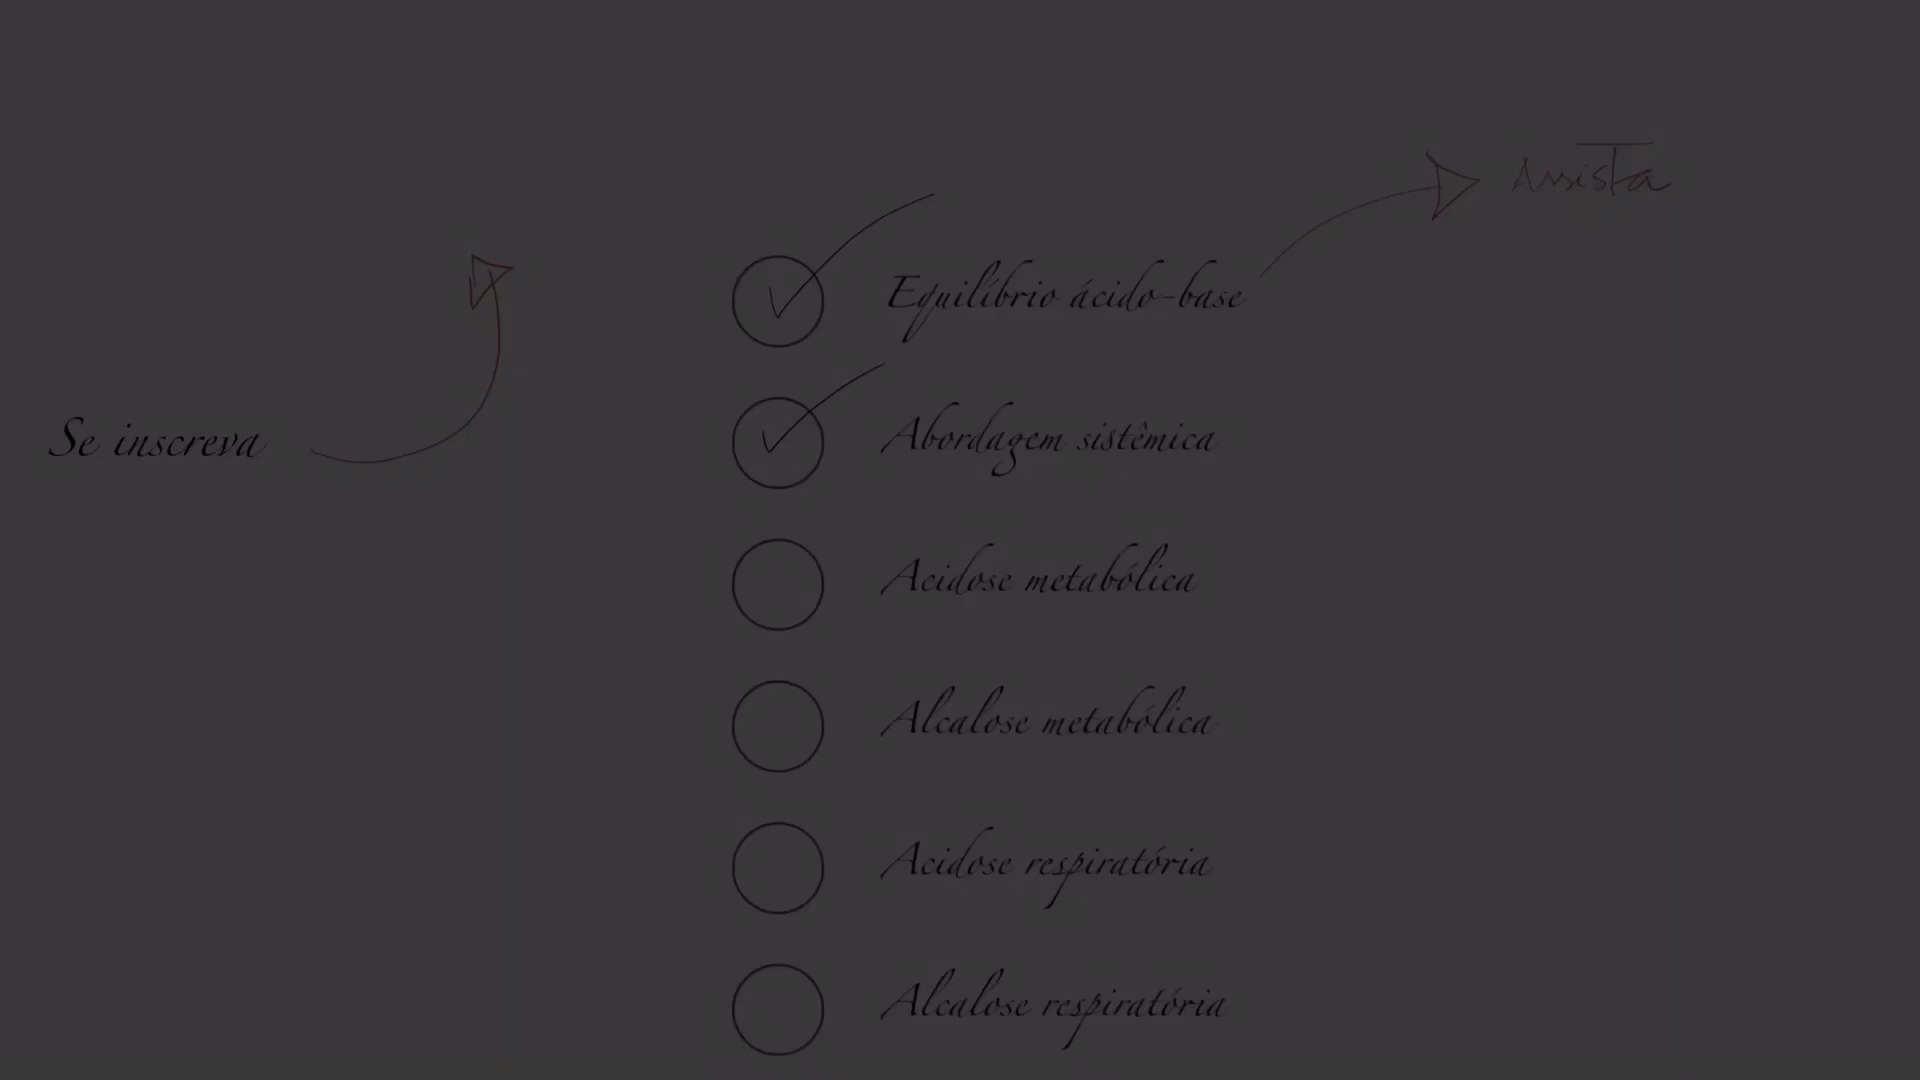 Assista
Equilíbrio ácido-base
Se inscreva
Abordagem sistêmica
Acidose metabólica
Alcalose metabólica
Acidose respiratória
Alcalose respiratória